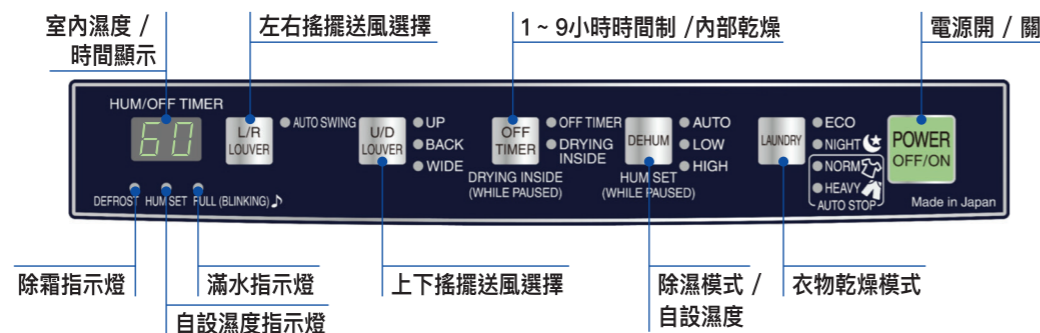 室內濕度 /
時間顯示
左右搖擺送風選擇
1 ~ 9小時時間制 /內部乾燥
電源開 / 關
HUM/OFF TIMER
60
L/R
LOUVER
AUTO SWING
U/D
LOUVER
UP
BACK
WIDE
OFF
TIMER
OFF TIMER
DRYING
INSIDE
DRYING INSIDE
(WHILE PAUSED)
DEHUM
AUTO
LOW
HIGH
HUM SET
(WHILE PAUSED)
LAUNDRY
ECO
NIGHT
NORM
HEAVY
AUTO STOP
POWER
OFF/ON
Made in Japan
DEFROST HUM SET FULL (BLINKING)
除霜指示燈
自設濕度指示燈
滿水指示燈
上下搖擺送風選擇
除濕模式 /
自設濕度
衣物乾燥模式